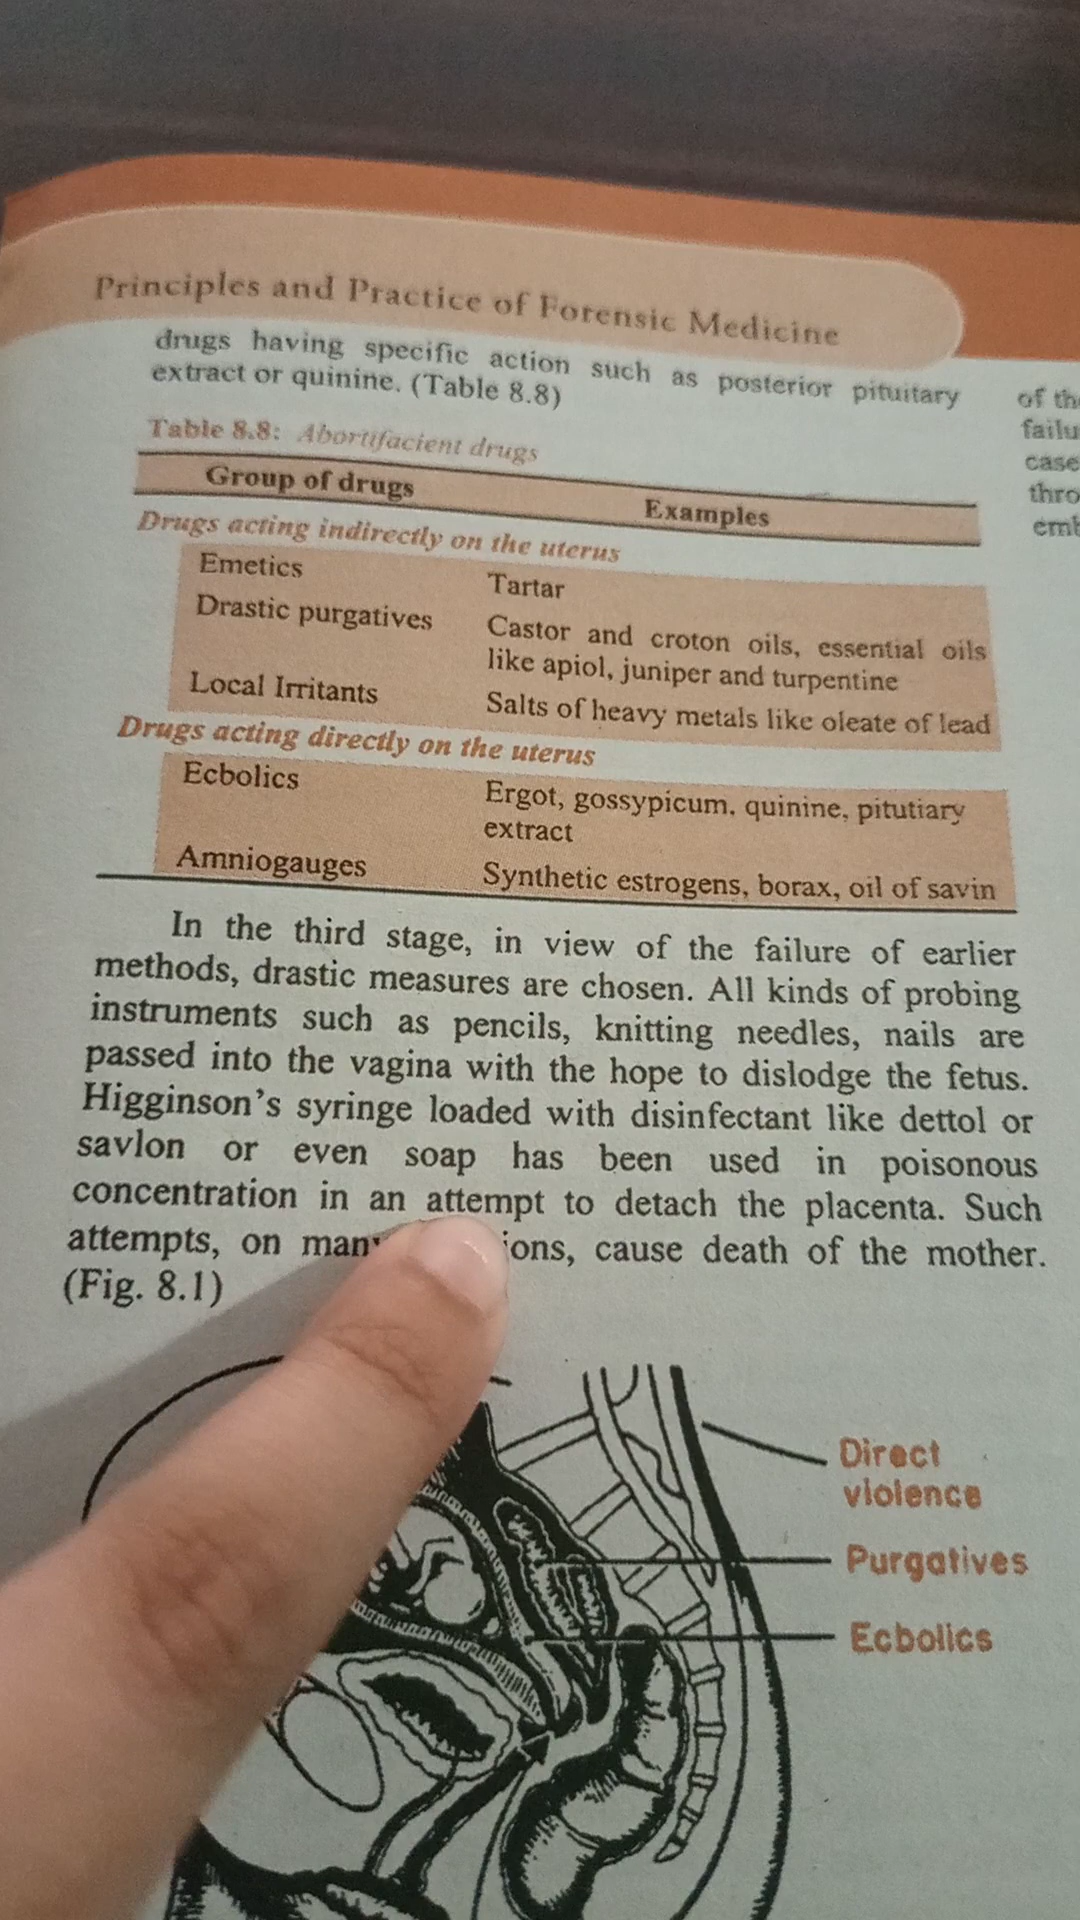 Principles and Practice of Forensic Medicine
drugs having specific action such as posterior pituitary
extract or quinine. (Table 8.8)
Table 8.8: Abortifacient drugs
Group of drugs Examples
Drugs acting indirectly on the uterus
Emetics Tartar
Drastic purgatives Castor and croton oils, essential oils
like apiol, juniper and turpentine
Local Irritants Salts of heavy metals like oleate of lead
Drugs acting directly on the uterus
Ecbolics Ergot, gossypicum, quinine, pitutiary
extract
Amniogauges Synthetic estrogens, borax, oil of savin
In the third stage, in view of the failure of earlier
methods, drastic measures are chosen. All kinds of probing
instruments such as pencils, knitting needles, nails are
passed into the vagina with the hope to dislodge the fetus.
Higginson's syringe loaded with disinfectant like dettol or
savlon or even soap has been used in poisonous
concentration in an attempt to detach the placenta. Such
attempts, on cause death of the mother.
(Fig. 8.1)
Direct
violence
Purgatives
Ecbolics
of
case